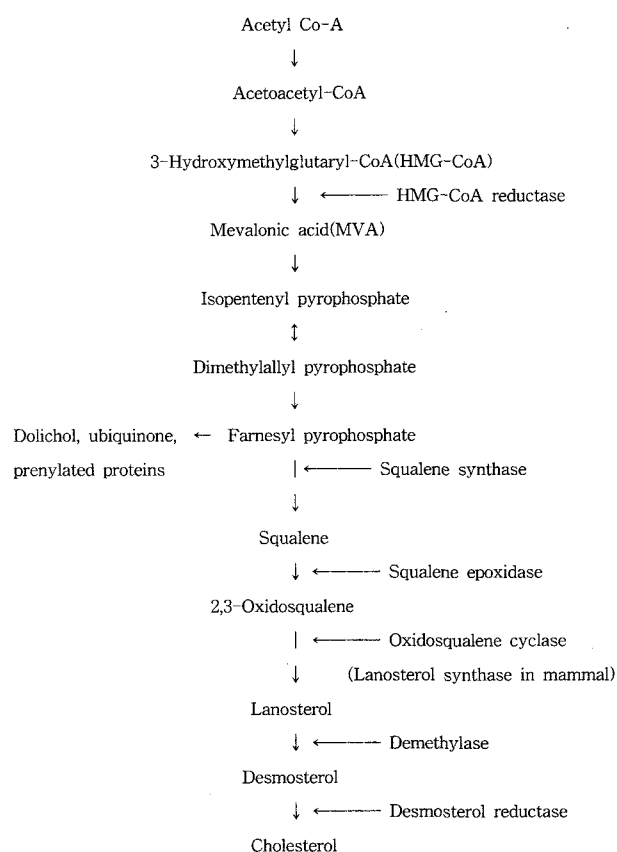 Acetyl Co-A
↓
Acetoacetyl-CoA
↓
3-Hydroxymethylglutaryl-CoA(HMG-CoA)
↓ ← HMG-CoA reductase
Mevalonic acid(MVA)
↓
Isopentenyl pyrophosphate
↕
Dimethylallyl pyrophosphate
↓
Dolichol, ubiquinone, ← Farnesyl pyrophosphate
prenylated proteins | ← Squalene synthase
↓
Squalene
↓ ← Squalene epoxidase
2,3-Oxidosqualene
| ← Oxidosqualene cyclase
↓ (Lanosterol synthase in mammal)
Lanosterol
↓ ← Demethylase
Desmosterol
↓ ← Desmosterol reductase
Cholesterol